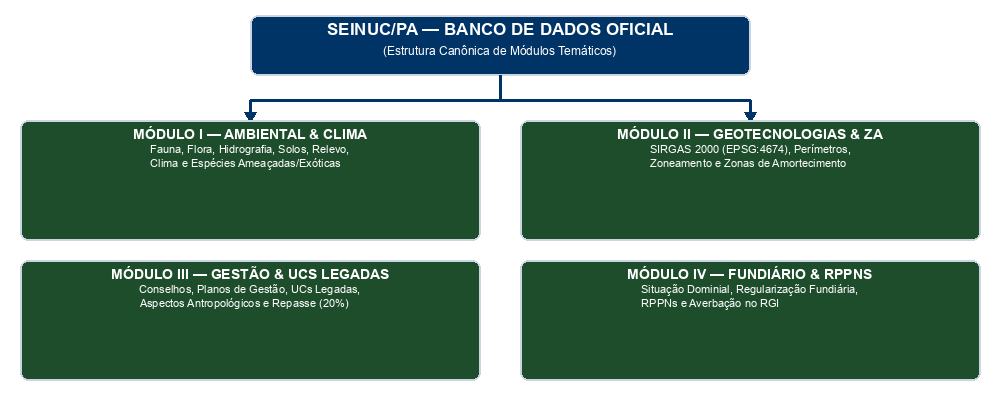 SEINUC/PA — BANCO DE DADOS OFICIAL
(Estrutura Canônica de Módulos Temáticos)
MÓDULO I — AMBIENTAL & CLIMA
Fauna, Flora, Hidrografia, Solos, Relevo,
Clima e Espécies Ameaçadas/Exóticas
MÓDULO II — GEOTECNOLOGIAS & ZA
SIRGAS 2000 (EPSG:4674), Perímetros,
Zoneamento e Zonas de Amortecimento
MÓDULO III — GESTÃO & UCS LEGADAS
Conselhos, Planos de Gestão, UCs Legadas,
Aspectos Antropológicos e Repasse (20%)
MÓDULO IV — FUNDIÁRIO & RPPNS
Situação Dominial, Regularização Fundiária,
RPPNs e Averbação no RGI